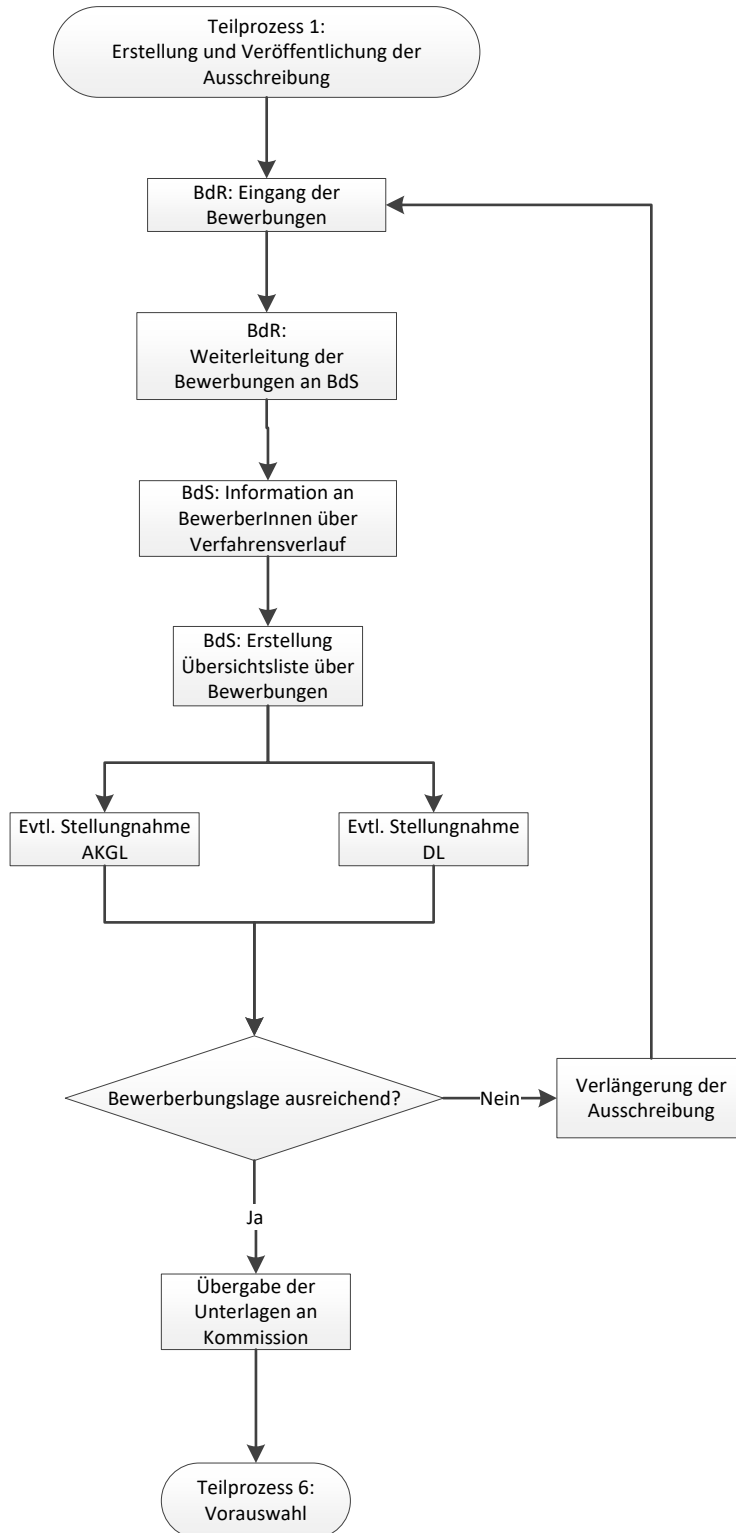 Teilprozess 1:
Erstellung und Veröffentlichung der
Ausschreibung
BdR: Eingang der
Bewerbungen
BdR:
Weiterleitung der
Bewerbungen an BdS
BdS: Information an
BewerberInnen über
Verfahrensverlauf
BdS: Erstellung
Übersichtsliste über
Bewerbungen
Evtl. Stellungnahme
AKGL
Evtl. Stellungnahme
DL
Bewerberbungslage ausreichend?
Nein
Verlängerung der
Ausschreibung
Ja
Übergabe der
Unterlagen an
Kommission
Teilprozess 6:
Vorauswahl